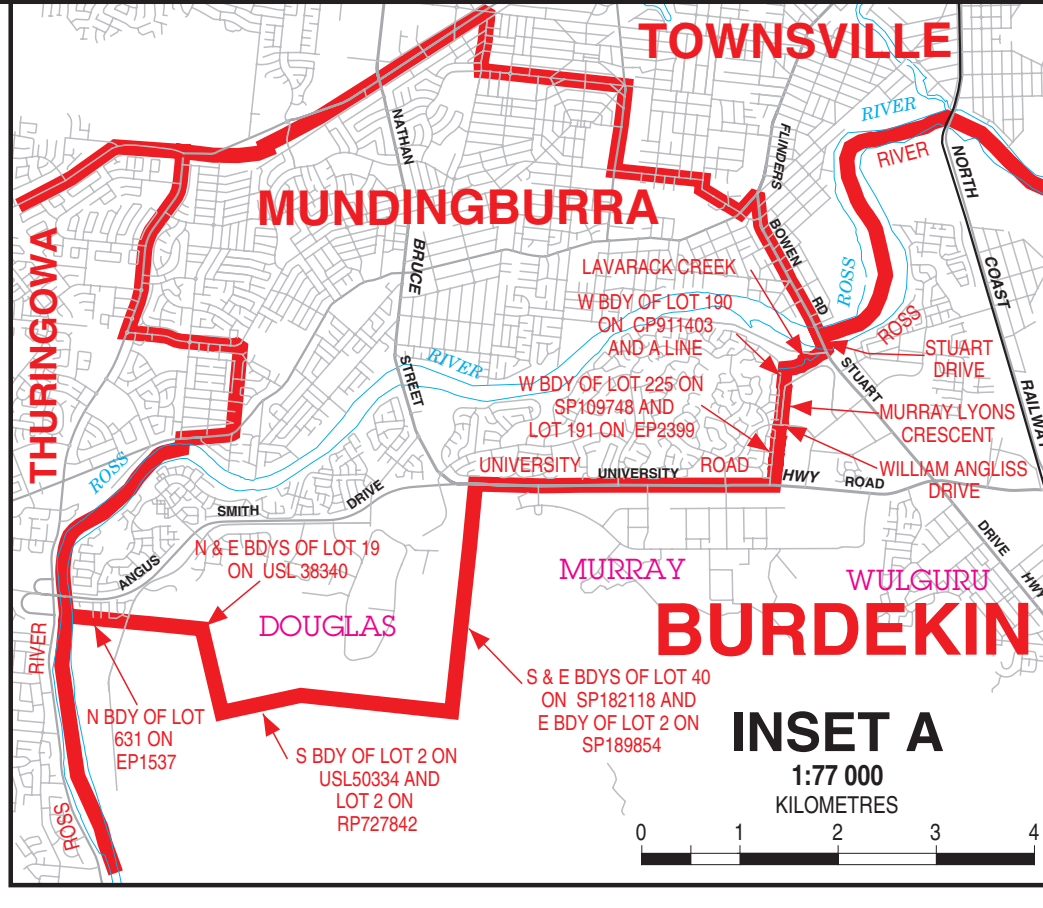 TOWNSVILLE
RIVER
RIVER
NATHAN
FLINDERS
NORTH
MUNDINGBURRA
THURINGOWA
BRUCE
BOWEN
RD
LAVARACK CREEK
ROSS
COAST
W BDY OF LOT 190
ON CP911403
AND A LINE
ROSS
STUART
DRIVE
STREET
RIVER
STUART
W BDY OF LOT 225 ON
SP109748 AND
LOT 191 ON EP2399
MURRAY LYONS
CRESCENT
RAILWAY
ROSS
UNIVERSITY
UNIVERSITY
ROAD
HWY
ROAD
WILLIAM ANGLISS
DRIVE
SMITH
DRIVE
ANGUS
DRIVE
HWY
N & E BDYS OF LOT 19
ON USL 38340
MURRAY
WULGURU
DOUGLAS
BURDEKIN
RIVER
S & E BDYS OF LOT 40
ON SP182118 AND
E BDY OF LOT 2 ON
SP189854
N BDY OF LOT
631 ON
EP1537
S BDY OF LOT 2 ON
USL50334 AND
LOT 2 ON
RP727842
ROSS
INSET A
1:77 000
KILOMETRES
0 1 2 3 4